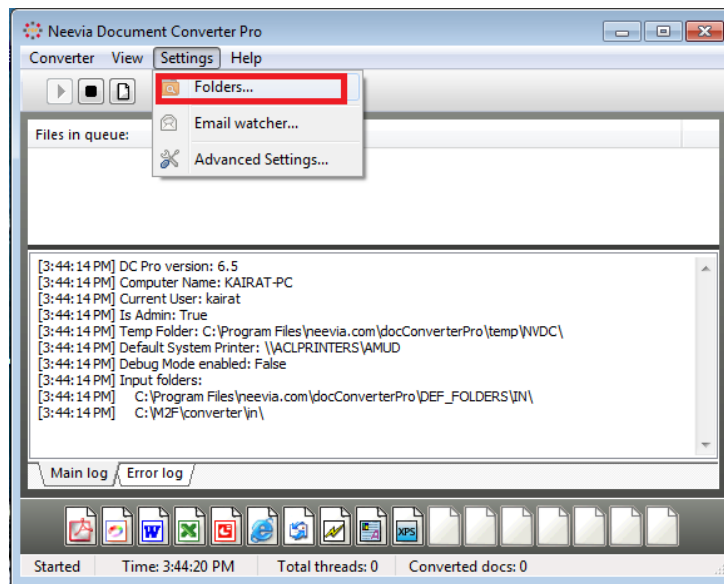 Neevia Document Converter Pro
Converter View Settings Help
Folders...
Files in queue:
Email watcher...
Advanced Settings...
[3:44:14 PM] DC Pro version: 6.5
[3:44:14 PM] Computer Name: KAIRAT-PC
[3:44:14 PM] Current User: kairat
[3:44:14 PM] Is Admin: True
[3:44:14 PM] Temp Folder: C:\Program Files\neevia.com\docConverterPro\temp\NVDC\
[3:44:14 PM] Default System Printer: \\ACLPRINTERS\AMUD
[3:44:14 PM] Debug Mode enabled: False
[3:44:14 PM] Input folders:
[3:44:14 PM] C:\Program Files\neevia.com\docConverterPro\DEF_FOLDERS\IN\
[3:44:14 PM] C:\M2F\converter\in\
Main log Error log
XPS
Started Time: 3:44:20 PM Total threads: 0 Converted docs: 0